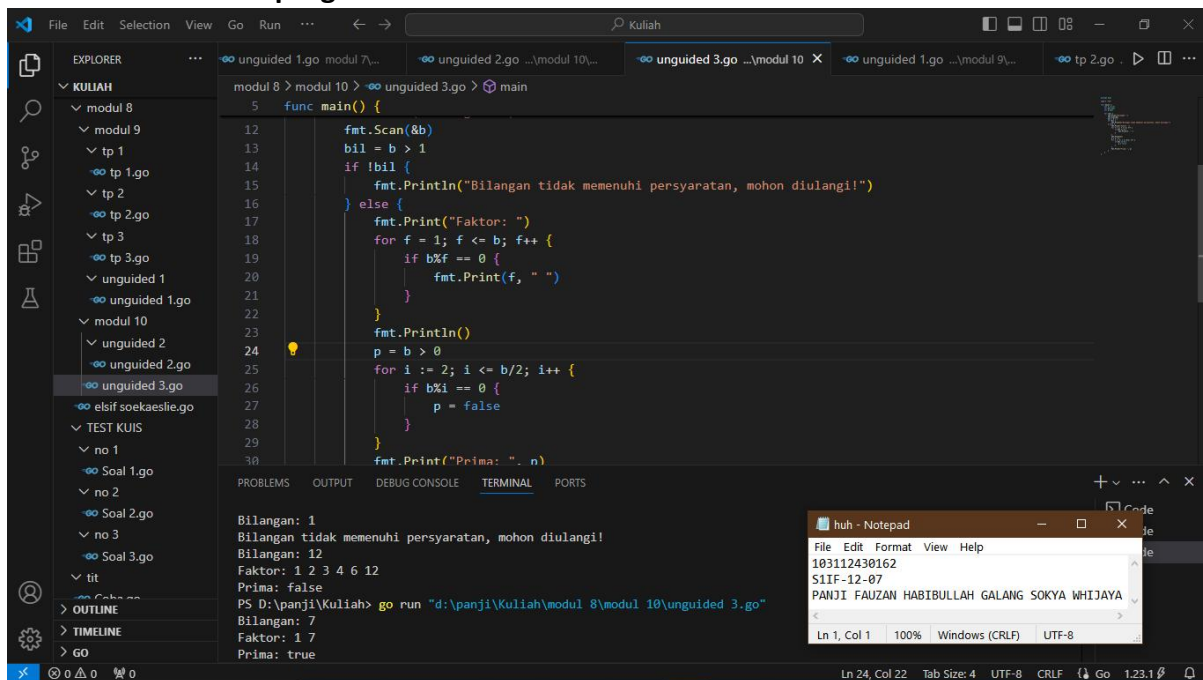 File Edit Selection View Go Run ··· ← → Kuliah
EXPLORER ···
KULIAH
modul 8
modul 9
tp 1
tp 1.go
tp 2
tp 2.go
tp 3
tp 3.go
unguided 1
unguided 1.go
modul 10
unguided 2
unguided 2.go
unguided 3.go
elsif soekaeslie.go
TEST KUIS
no 1
Soal 1.go
no 2
Soal 2.go
no 3
Soal 3.go
tit
OUTLINE
TIMELINE
GO
unguided 1.go modul 7\... unguided 2.go ...\modul 10\... unguided 3.go ...\modul 10 unguided 1.go ...\modul 9\... tp 2.go
modul 8 > modul 10 > unguided 3.go > main
5 func main() {
12 fmt.Scan(&b)
13 bil = b > 1
14 if !bil {
15 fmt.Println("Bilangan tidak memenuhi persyaratan, mohon diulangi!")
16 } else {
17 fmt.Print("Faktor: ")
18 for f = 1; f <= b; f++ {
19 if b%f == 0 {
20 fmt.Print(f, " ")
21 }
22 }
23 fmt.Println()
24 p = b > 0
25 for i := 2; i <= b/2; i++ {
26 if b%i == 0 {
27 p = false
28 }
29 }
30 fmt.Print("Prima: ", p)
PROBLEMS OUTPUT DEBUG CONSOLE TERMINAL PORTS
Bilangan: 1
Bilangan tidak memenuhi persyaratan, mohon diulangi!
Bilangan: 12
Faktor: 1 2 3 4 6 12
Prima: false
PS D:\panji\Kuliah> go run "d:\panji\Kuliah\modul 8\modul 10\unguided 3.go"
Bilangan: 7
Faktor: 1 7
Prima: true
huh - Notepad
File Edit Format View Help
103112430162
S1IF-12-07
PANJI FAUZAN HABIBULLAH GALANG SOKYA WHIJAYA
Ln 1, Col 1 100% Windows (CRLF) UTF-8
0 0 0 Ln 24, Col 22 Tab Size: 4 UTF-8 CRLF Go 1.23.1